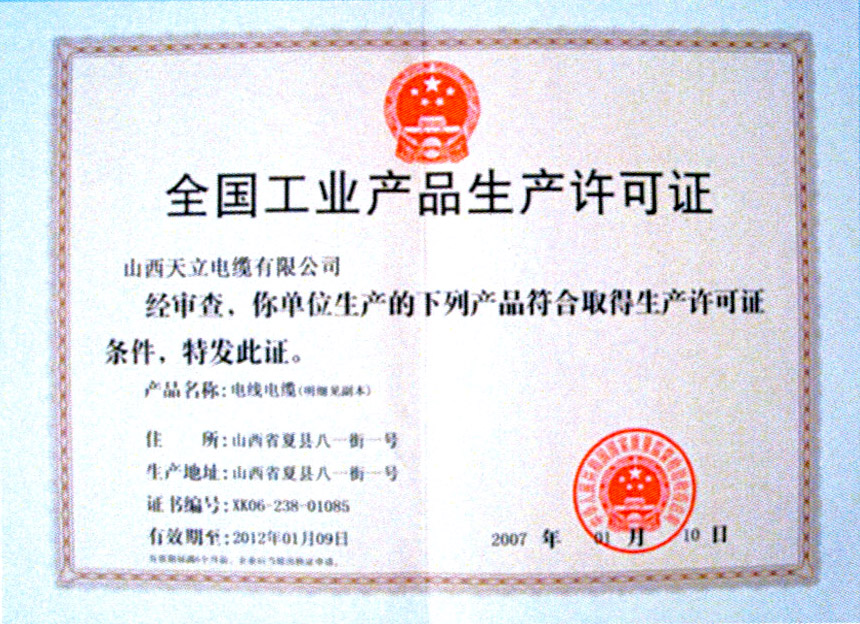 全国工业产品生产许可证
山西天立电缆有限公司
经审查，你单位生产的下列产品符合取得生产许可证
条件，特发此证。
产品名称：电线电缆（明细见副本）
住 所：山西省夏县八一街一号
生产地址：山西省夏县八一街一号
证书编号：XK06-238-01085
有效期至：2012年01月09日
2007 年 01 月 10 日